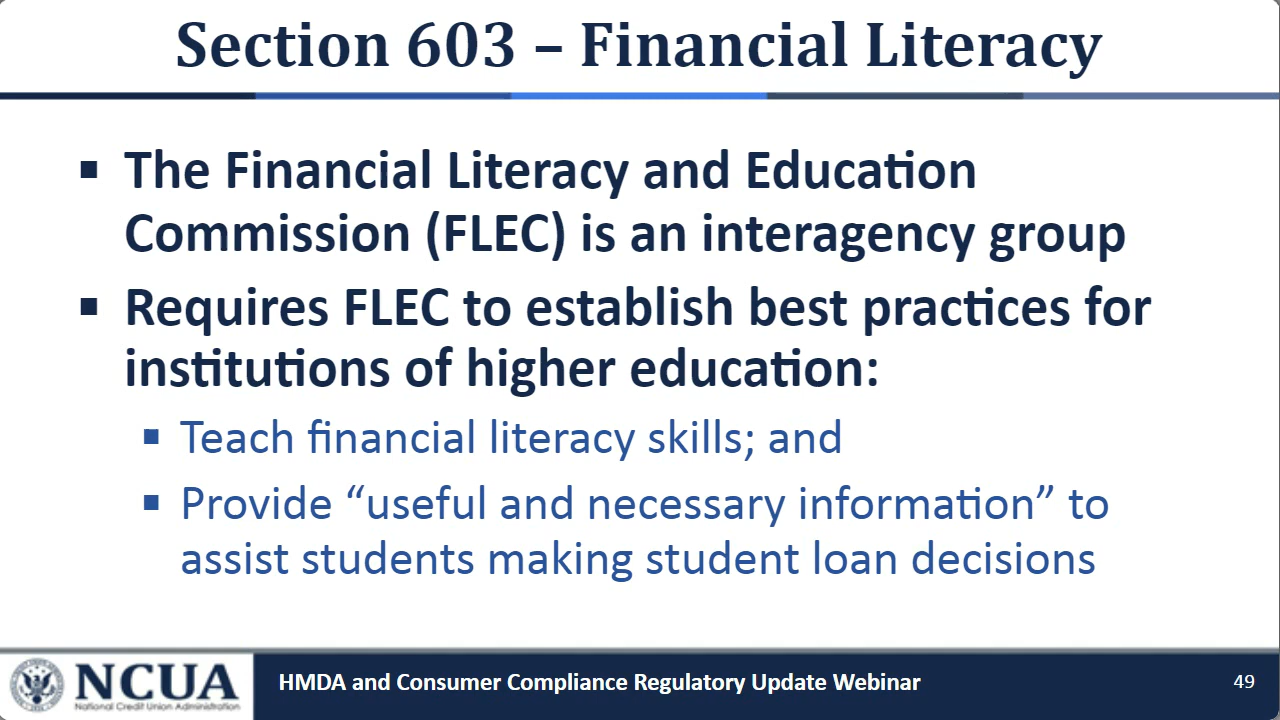 Section 603 – Financial Literacy
▪ The Financial Literacy and Education
Commission (FLEC) is an interagency group
▪ Requires FLEC to establish best practices for
institutions of higher education:
▪ Teach financial literacy skills; and
▪ Provide “useful and necessary information” to
assist students making student loan decisions
NCUA
National Credit Union Administration
HMDA and Consumer Compliance Regulatory Update Webinar
49